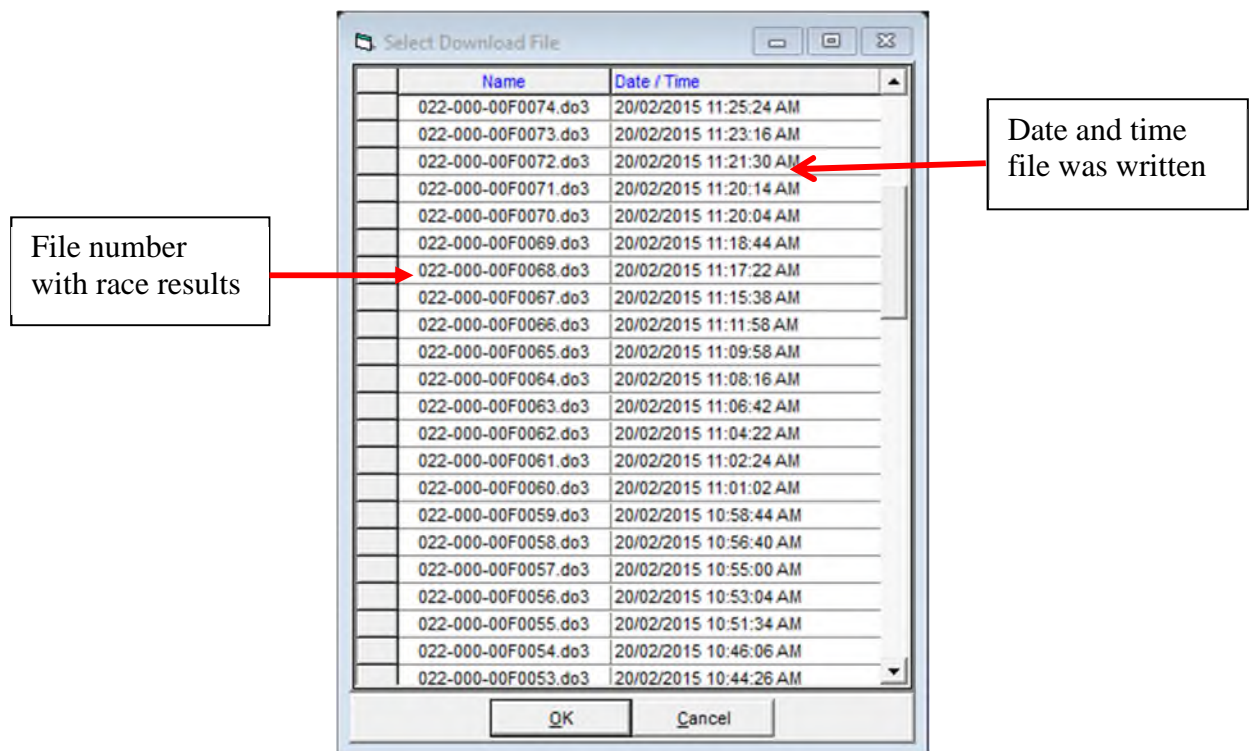 Select Download File
Name Date / Time
022-000-00F0074.do3 20/02/2015 11:25:24 AM
022-000-00F0073.do3 20/02/2015 11:23:16 AM
022-000-00F0072.do3 20/02/2015 11:21:30 AM
022-000-00F0071.do3 20/02/2015 11:20:14 AM
022-000-00F0070.do3 20/02/2015 11:20:04 AM
022-000-00F0069.do3 20/02/2015 11:18:44 AM
022-000-00F0068.do3 20/02/2015 11:17:22 AM
022-000-00F0067.do3 20/02/2015 11:15:38 AM
022-000-00F0066.do3 20/02/2015 11:11:58 AM
022-000-00F0065.do3 20/02/2015 11:09:58 AM
022-000-00F0064.do3 20/02/2015 11:08:16 AM
022-000-00F0063.do3 20/02/2015 11:06:42 AM
022-000-00F0062.do3 20/02/2015 11:04:22 AM
022-000-00F0061.do3 20/02/2015 11:02:24 AM
022-000-00F0060.do3 20/02/2015 11:01:02 AM
022-000-00F0059.do3 20/02/2015 10:58:44 AM
022-000-00F0058.do3 20/02/2015 10:56:40 AM
022-000-00F0057.do3 20/02/2015 10:55:00 AM
022-000-00F0056.do3 20/02/2015 10:53:04 AM
022-000-00F0055.do3 20/02/2015 10:51:34 AM
022-000-00F0054.do3 20/02/2015 10:46:06 AM
022-000-00F0053.do3 20/02/2015 10:44:26 AM
OK Cancel
Date and time
file was written
File number
with race results